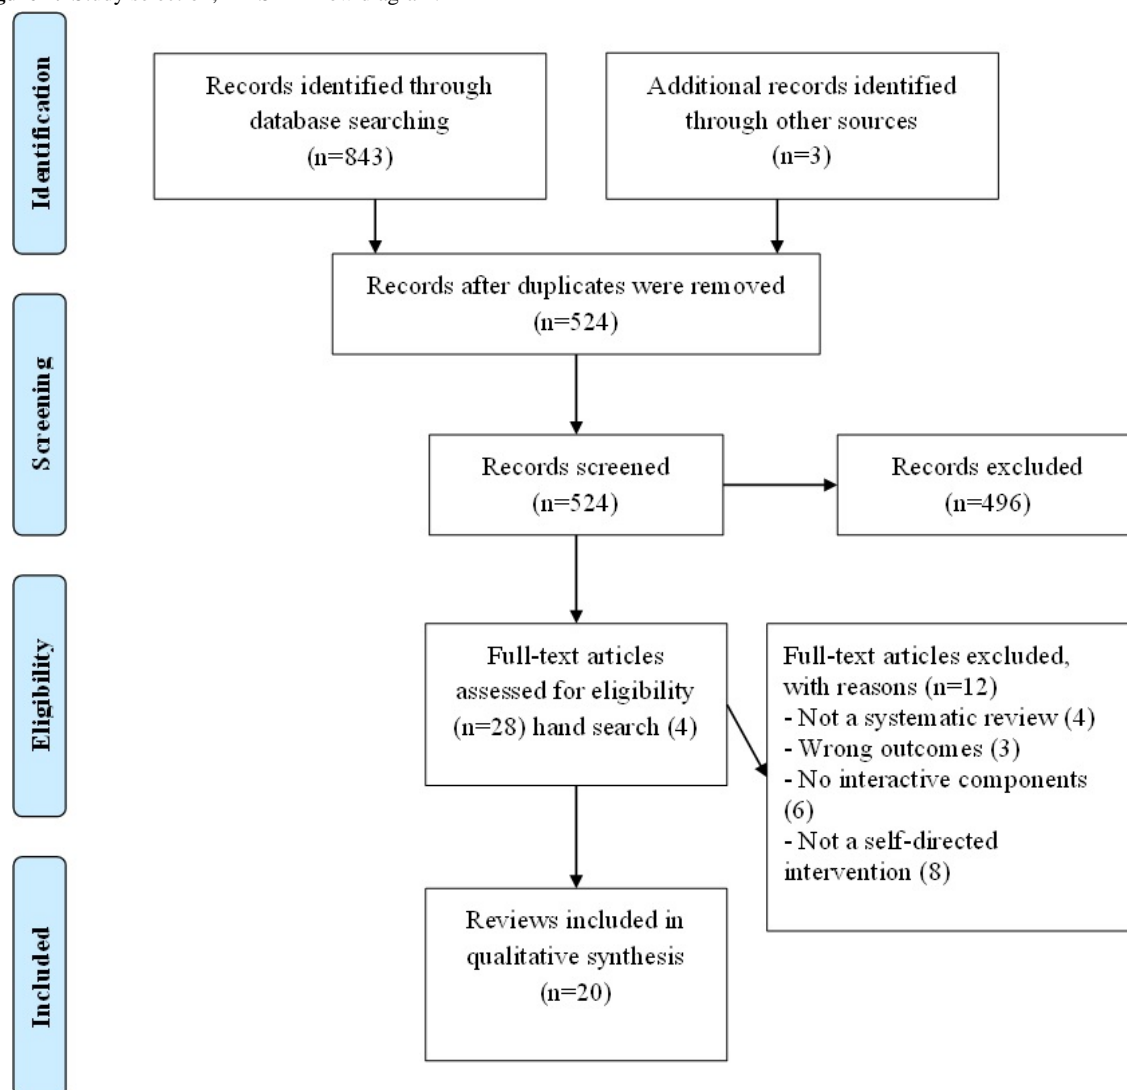 Identification
Records identified through
database searching
(n=843)
Additional records identified
through other sources
(n=3)
Records after duplicates were removed
(n=524)
Screening
Records screened
(n=524)
Records excluded
(n=496)
Eligibility
Full-text articles
assessed for eligibility
(n=28) hand search (4)
Full-text articles excluded,
with reasons (n=12)
- Not a systematic review (4)
- Wrong outcomes (3)
- No interactive components
(6)
- Not a self-directed
intervention (8)
Included
Reviews included in
qualitative synthesis
(n=20)